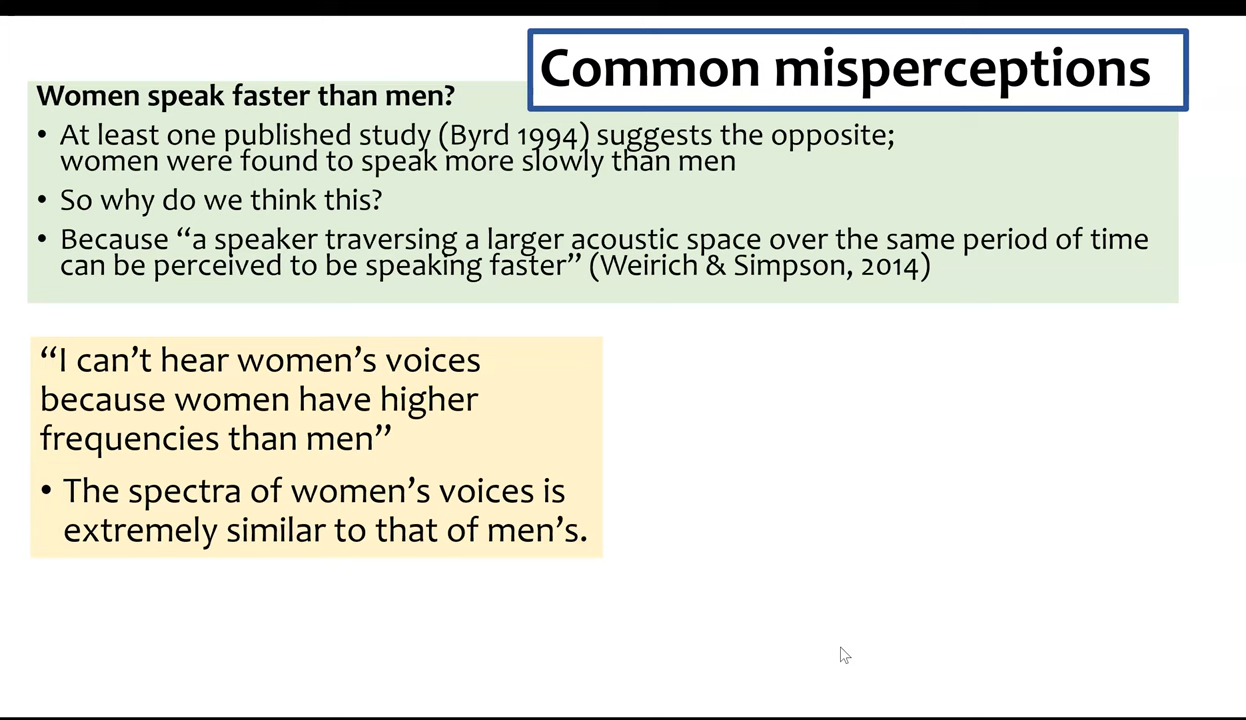 Common misperceptions
Women speak faster than men?
• At least one published study (Byrd 1994) suggests the opposite;
women were found to speak more slowly than men
• So why do we think this?
• Because “a speaker traversing a larger acoustic space over the same period of time
can be perceived to be speaking faster” (Weirich & Simpson, 2014)
“I can’t hear women’s voices
because women have higher
frequencies than men”
• The spectra of women’s voices is
extremely similar to that of men’s.